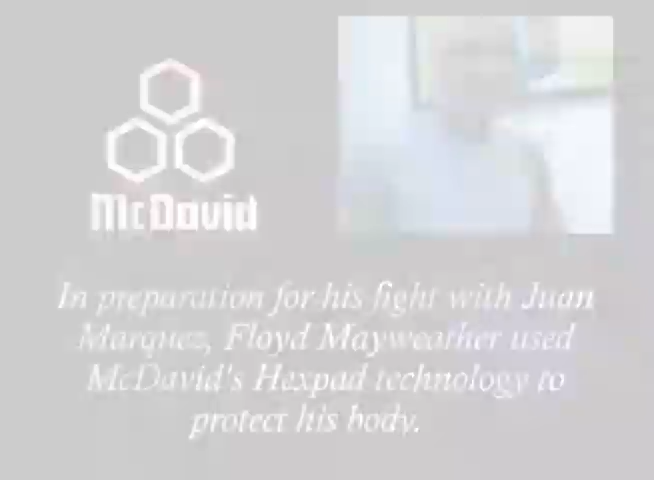 McDavid
In preparation for his fight with Juan
Marquez, Floyd Mayweather used
McDavid's Hexpad technology to
protect his body.